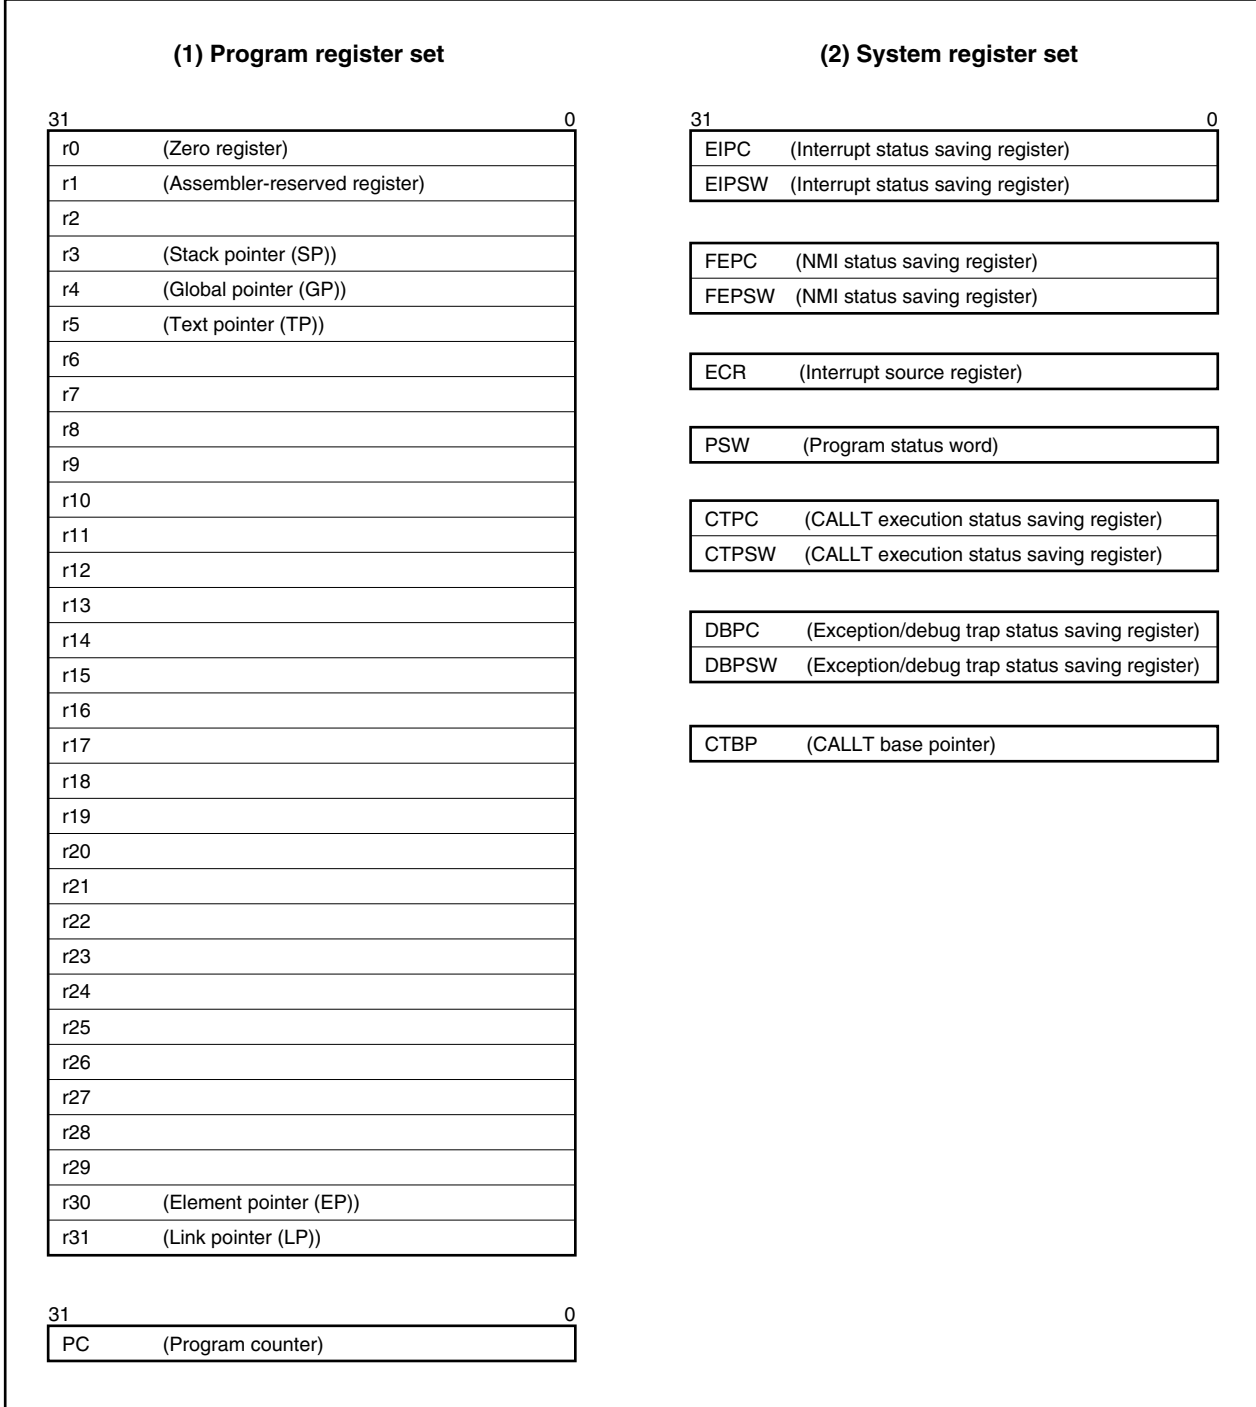 (1) Program register set
31 0
r0 (Zero register)
r1 (Assembler-reserved register)
r2
r3 (Stack pointer (SP))
r4 (Global pointer (GP))
r5 (Text pointer (TP))
r6
r7
r8
r9
r10
r11
r12
r13
r14
r15
r16
r17
r18
r19
r20
r21
r22
r23
r24
r25
r26
r27
r28
r29
r30 (Element pointer (EP))
r31 (Link pointer (LP))
31 0
PC (Program counter)
(2) System register set
31 0
EIPC (Interrupt status saving register)
EIPSW (Interrupt status saving register)
FEPC (NMI status saving register)
FEPSW (NMI status saving register)
ECR (Interrupt source register)
PSW (Program status word)
CTPC (CALLT execution status saving register)
CTPSW (CALLT execution status saving register)
DBPC (Exception/debug trap status saving register)
DBPSW (Exception/debug trap status saving register)
CTBP (CALLT base pointer)